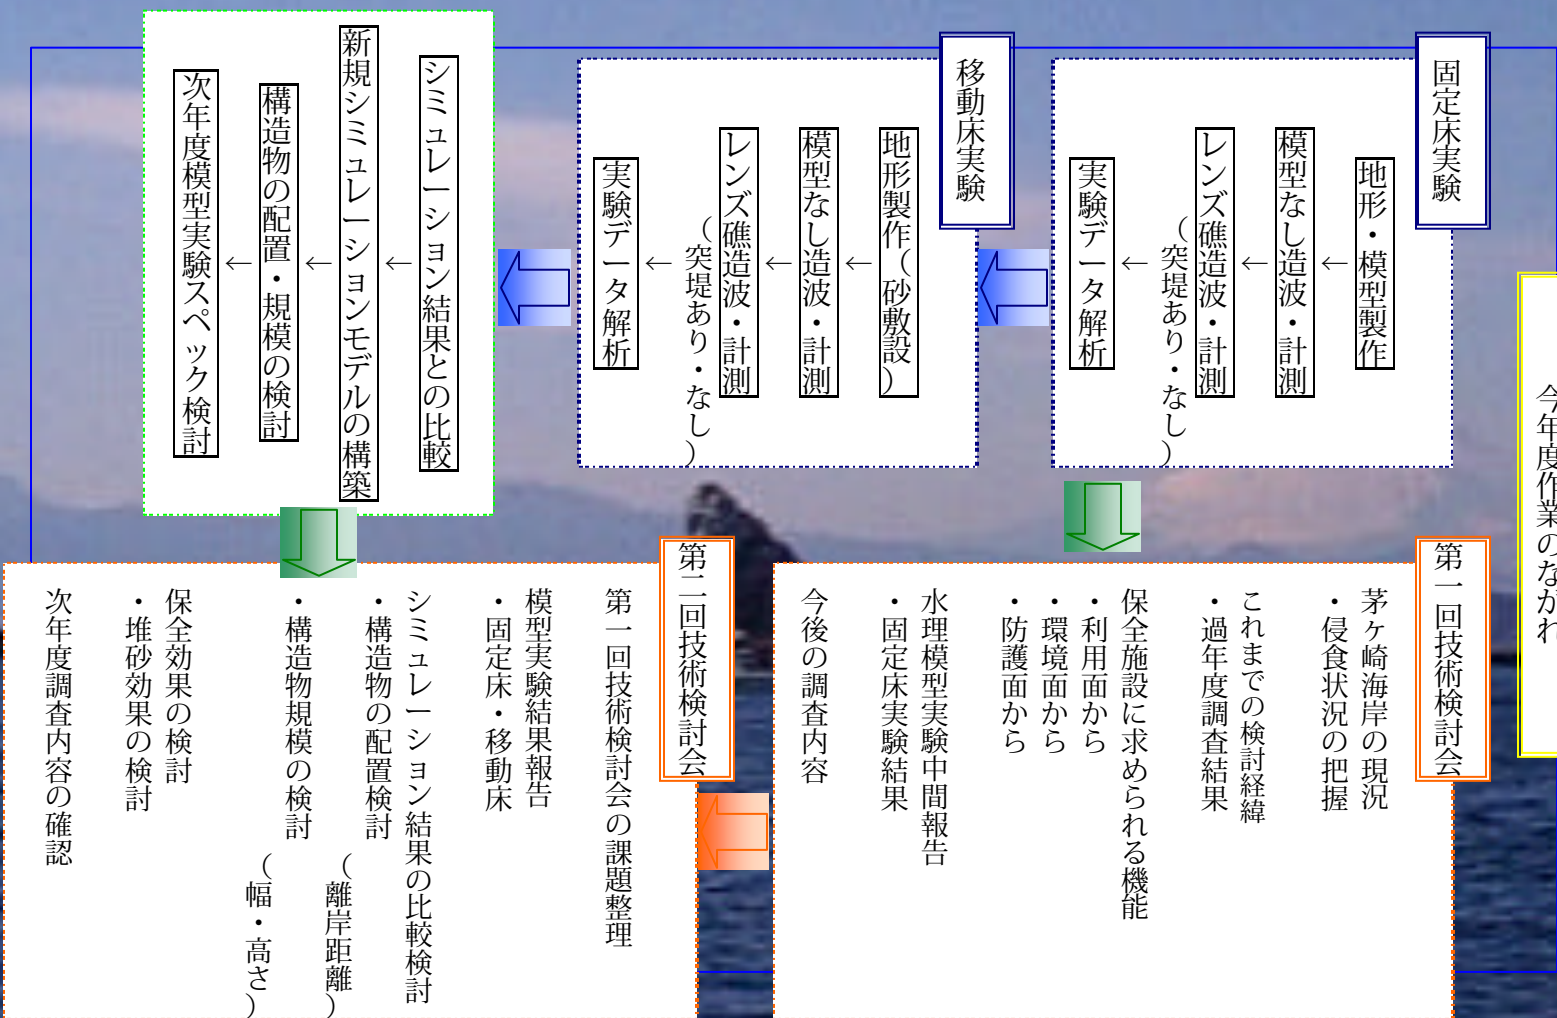 今年度作業のながれ
固定床実験
地形・模型製作
↓
模型なし造波・計測
↓
レンズ礁造波・計測
（突堤あり・なし）
↓
実験データ解析
移動床実験
地形製作（砂敷設）
↓
模型なし造波・計測
↓
レンズ礁造波・計測
（突堤あり・なし）
↓
実験データ解析
シミュレーション結果との比較
↓
新規シミュレーションモデルの構築
↓
構造物の配置・規模の検討
↓
次年度模型実験スペック検討
第一回技術検討会
茅ケ崎海岸の現況
・侵食状況の把握
これまでの検討経緯
・過年度調査結果
保全施設に求められる機能
・利用面から
・環境面から
・防護面から
水理模型実験中間報告
・固定床実験結果
今後の調査内容
第二回技術検討会
第一回技術検討会の課題整理
模型実験結果報告
・固定床・移動床
シミュレーション結果の比較検討
・構造物の配置検討
（離岸距離）
・構造物規模の検討
（幅・高さ）
保全効果の検討
・堆砂効果の検討
次年度調査内容の確認